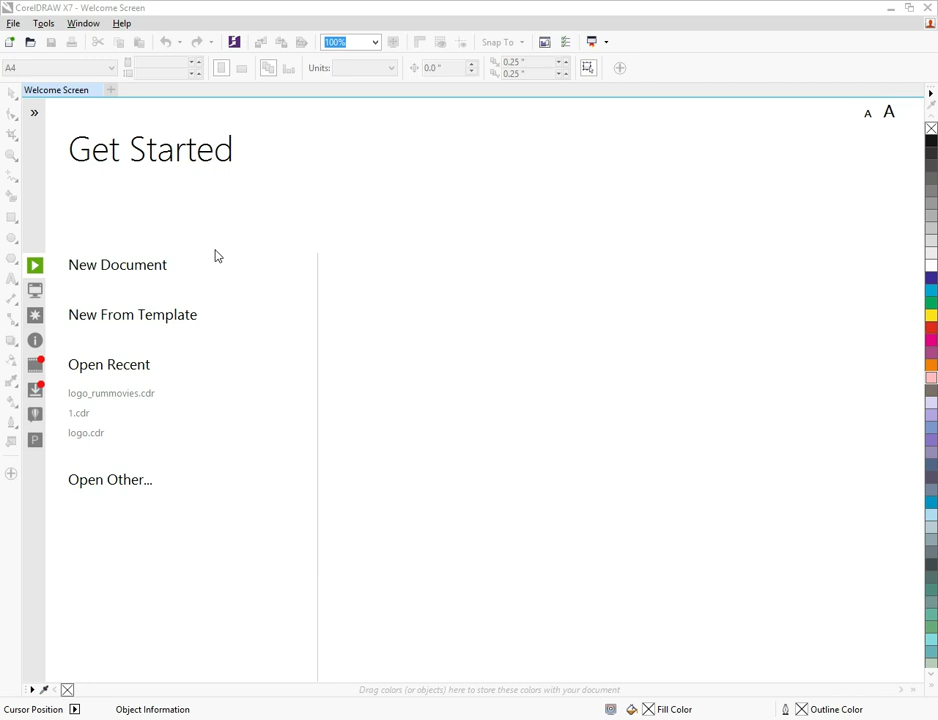 CorelDRAW X7 - Welcome Screen
File Tools Window Help
100% Snap To
A4 Units: 0.0 ° 0.25 " 0.25 "
Welcome Screen
A A
Get Started
New Document
New From Template
Open Recent
logo_rummovies.cdr
1.cdr
logo.cdr
P
Open Other...
Drag colors (or objects) here to store these colors with your document
Cursor Position Object Information Fill Color Outline Color